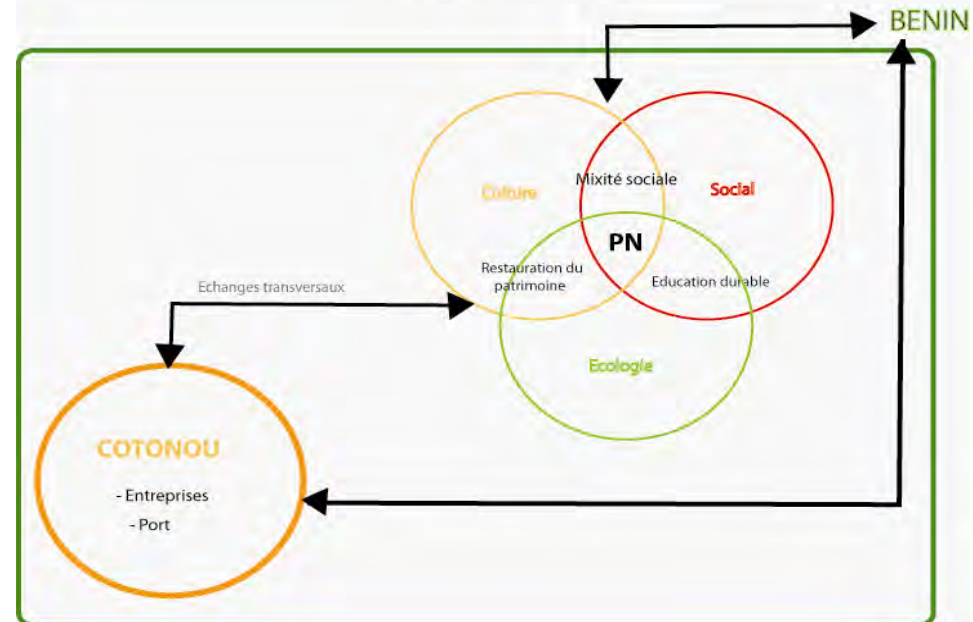 BENIN
Mixité sociale
Culture
Social
PN
Restauration du
patrimoine
Education durable
Echanges transversaux
Ecologie
COTONOU
- Entreprises
- Port